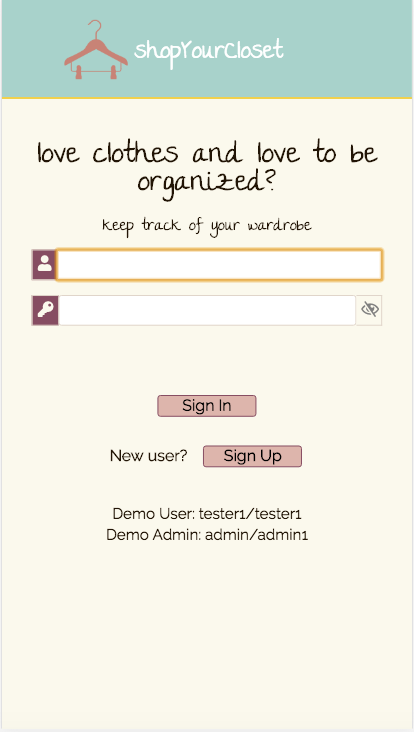 shopYourCloset
love clothes and love to be
organized?
keep track of your wardrobe
Sign In
New user? Sign Up
Demo User: tester1/tester1
Demo Admin: admin/admin1